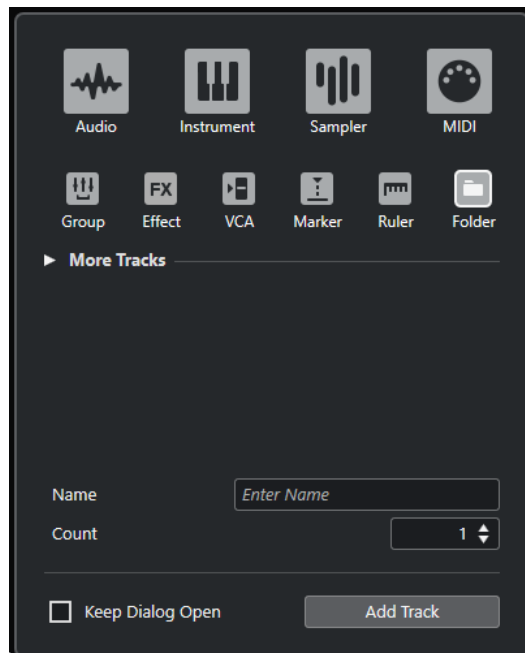 Audio Instrument Sampler MIDI
FX
Group Effect VCA Marker Ruler Folder
More Tracks
Name Enter Name
Count 1
Keep Dialog Open Add Track